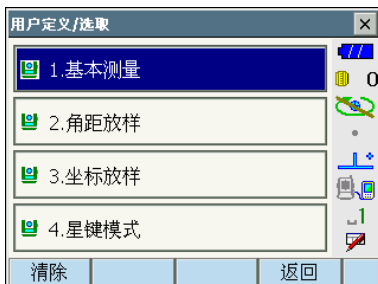 用户定义/选取
1.基本测量
0
2.角距放样
3.坐标放样
1
4.星键模式
清除 返回